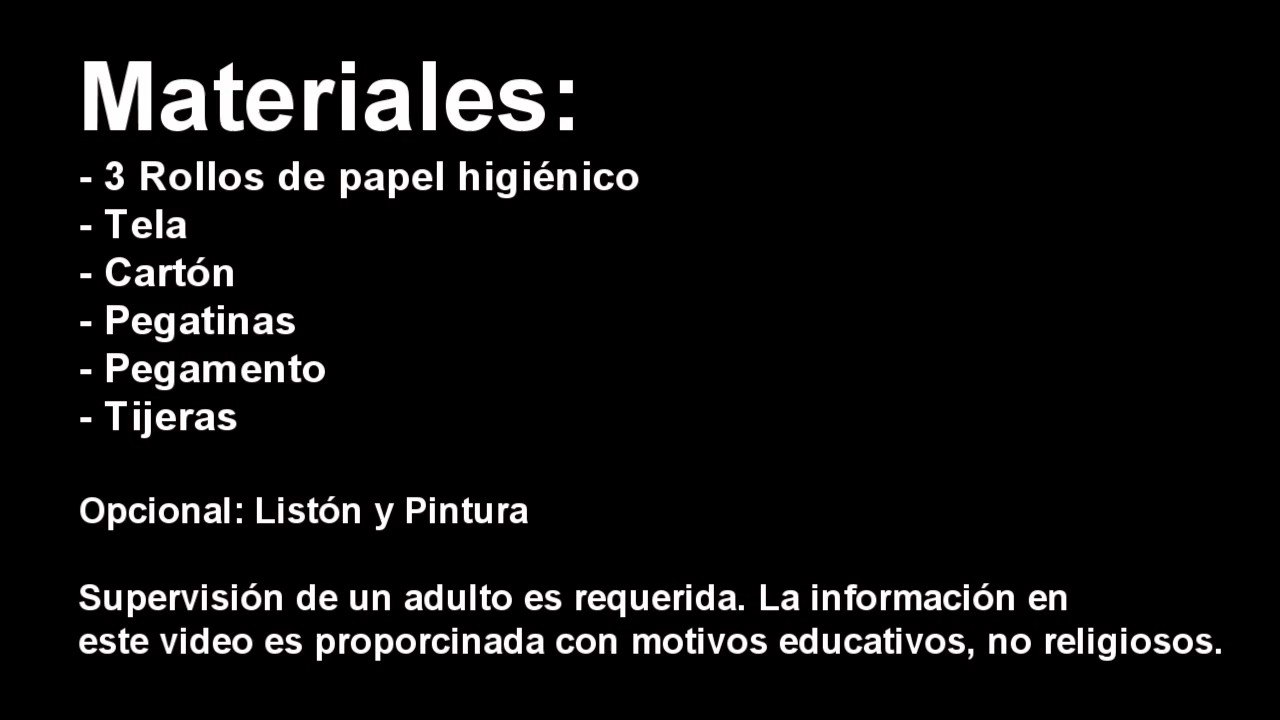 Materiales:
- 3 Rollos de papel higiénico
- Tela
- Cartón
- Pegatinas
- Pegamento
- Tijeras
Opcional: Listón y Pintura
Supervisión de un adulto es requerida. La información en
este video es proporcinada con motivos educativos, no religiosos.